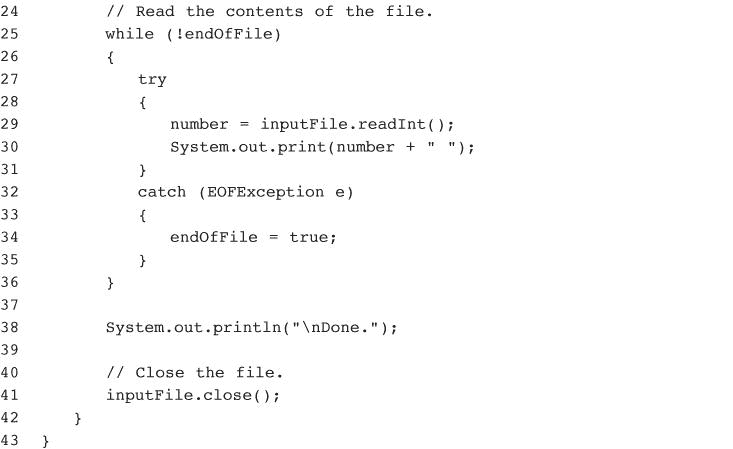 24 // Read the contents of the file.
25 while (!endOfFile)
26 {
27 try
28 {
29 number = inputFile.readInt();
30 System.out.print(number + " ");
31 }
32 catch (EOFException e)
33 {
34 endOfFile = true;
35 }
36 }
37
38 System.out.println("\nDone.");
39
40 // Close the file.
41 inputFile.close();
42 }
43 }